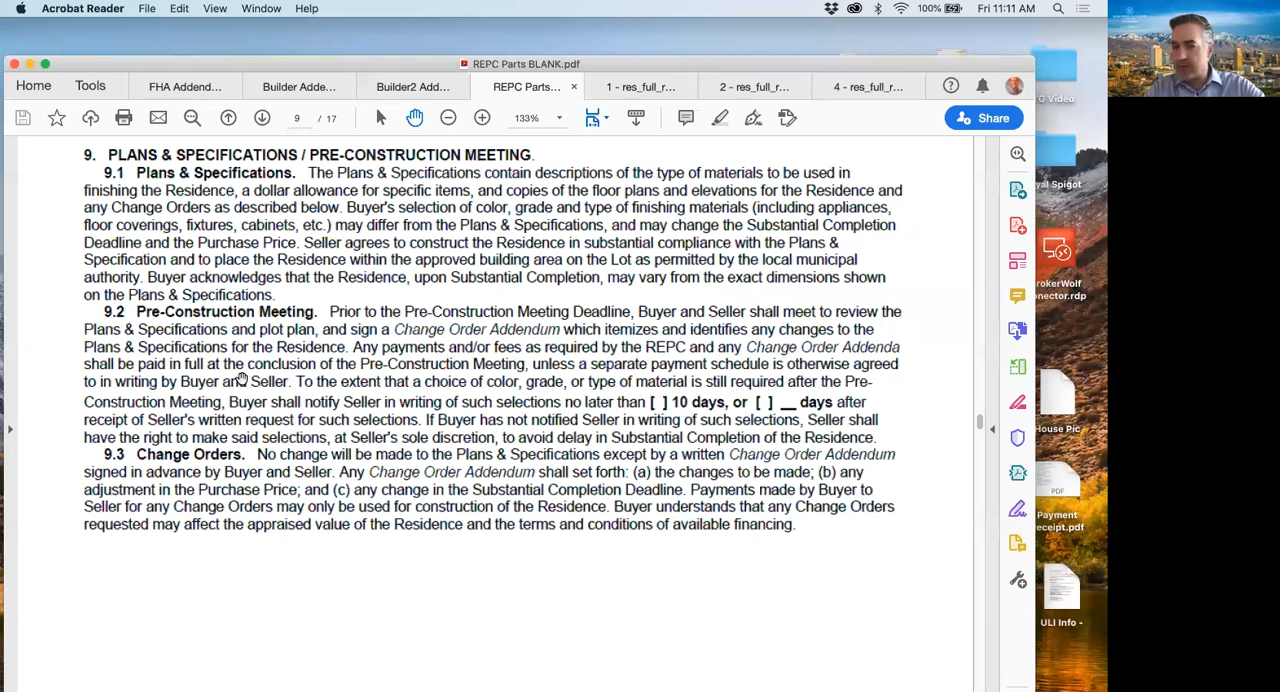 Acrobat Reader File Edit View Window Help 100% Fri 11:11 AM
REPC Parts BLANK.pdf
Home Tools FHA Addend... Builder Adde... Builder2 Add... REPC Parts... × 1 - res_full_r... 2 - res_full_r... 4 - res_full_r...
9 / 17 133% Share
9. PLANS & SPECIFICATIONS / PRE-CONSTRUCTION MEETING.
9.1 Plans & Specifications. The Plans & Specifications contain descriptions of the type of materials to be used in
finishing the Residence, a dollar allowance for specific items, and copies of the floor plans and elevations for the Residence and
any Change Orders as described below. Buyer's selection of color, grade and type of finishing materials (including appliances,
floor coverings, fixtures, cabinets, etc.) may differ from the Plans & Specifications, and may change the Substantial Completion
Deadline and the Purchase Price. Seller agrees to construct the Residence in substantial compliance with the Plans &
Specification and to place the Residence within the approved building area on the Lot as permitted by the local municipal
authority. Buyer acknowledges that the Residence, upon Substantial Completion, may vary from the exact dimensions shown
on the Plans & Specifications.
9.2 Pre-Construction Meeting. Prior to the Pre-Construction Meeting Deadline, Buyer and Seller shall meet to review the
Plans & Specifications and plot plan, and sign a Change Order Addendum which itemizes and identifies any changes to the
Plans & Specifications for the Residence. Any payments and/or fees as required by the REPC and any Change Order Addenda
shall be paid in full at the conclusion of the Pre-Construction Meeting, unless a separate payment schedule is otherwise agreed
to in writing by Buyer and Seller. To the extent that a choice of color, grade, or type of material is still required after the Pre-
Construction Meeting, Buyer shall notify Seller in writing of such selections no later than [ ] 10 days, or [ ] __ days after
receipt of Seller's written request for such selections. If Buyer has not notified Seller in writing of such selections, Seller shall
have the right to make said selections, at Seller's sole discretion, to avoid delay in Substantial Completion of the Residence.
9.3 Change Orders. No change will be made to the Plans & Specifications except by a written Change Order Addendum
signed in advance by Buyer and Seller. Any Change Order Addendum shall set forth: (a) the changes to be made; (b) any
adjustment in the Purchase Price; and (c) any change in the Substantial Completion Deadline. Payments made by Buyer to
Seller for any Change Orders may only be used for construction of the Residence. Buyer understands that any Change Orders
requested may affect the appraised value of the Residence and the terms and conditions of available financing.
G Video
yal Spigot
rokerWolf
nector.rdp
House Pic
PDF
Payment
eceipt.pdf
ULI Info -